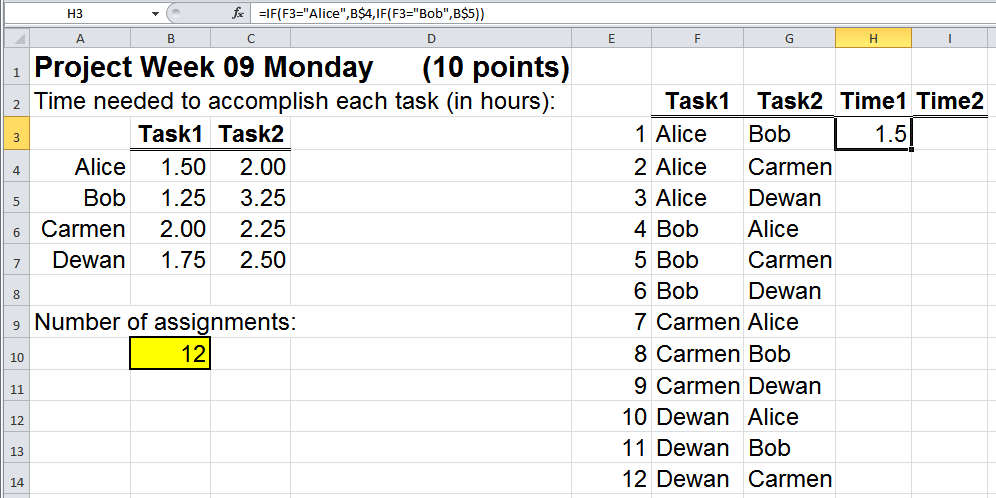 H3 fx =IF(F3="Alice",B$4,IF(F3="Bob",B$5))
A B C D E F G H I
1 Project Week 09 Monday (10 points)
2 Time needed to accomplish each task (in hours): Task1 Task2 Time1 Time2
3 Task1 Task2 1 Alice Bob 1.5
4 Alice 1.50 2.00 2 Alice Carmen
5 Bob 1.25 3.25 3 Alice Dewan
6 Carmen 2.00 2.25 4 Bob Alice
7 Dewan 1.75 2.50 5 Bob Carmen
8 6 Bob Dewan
9 Number of assignments: 7 Carmen Alice
10 12 8 Carmen Bob
11 9 Carmen Dewan
12 10 Dewan Alice
13 11 Dewan Bob
14 12 Dewan Carmen